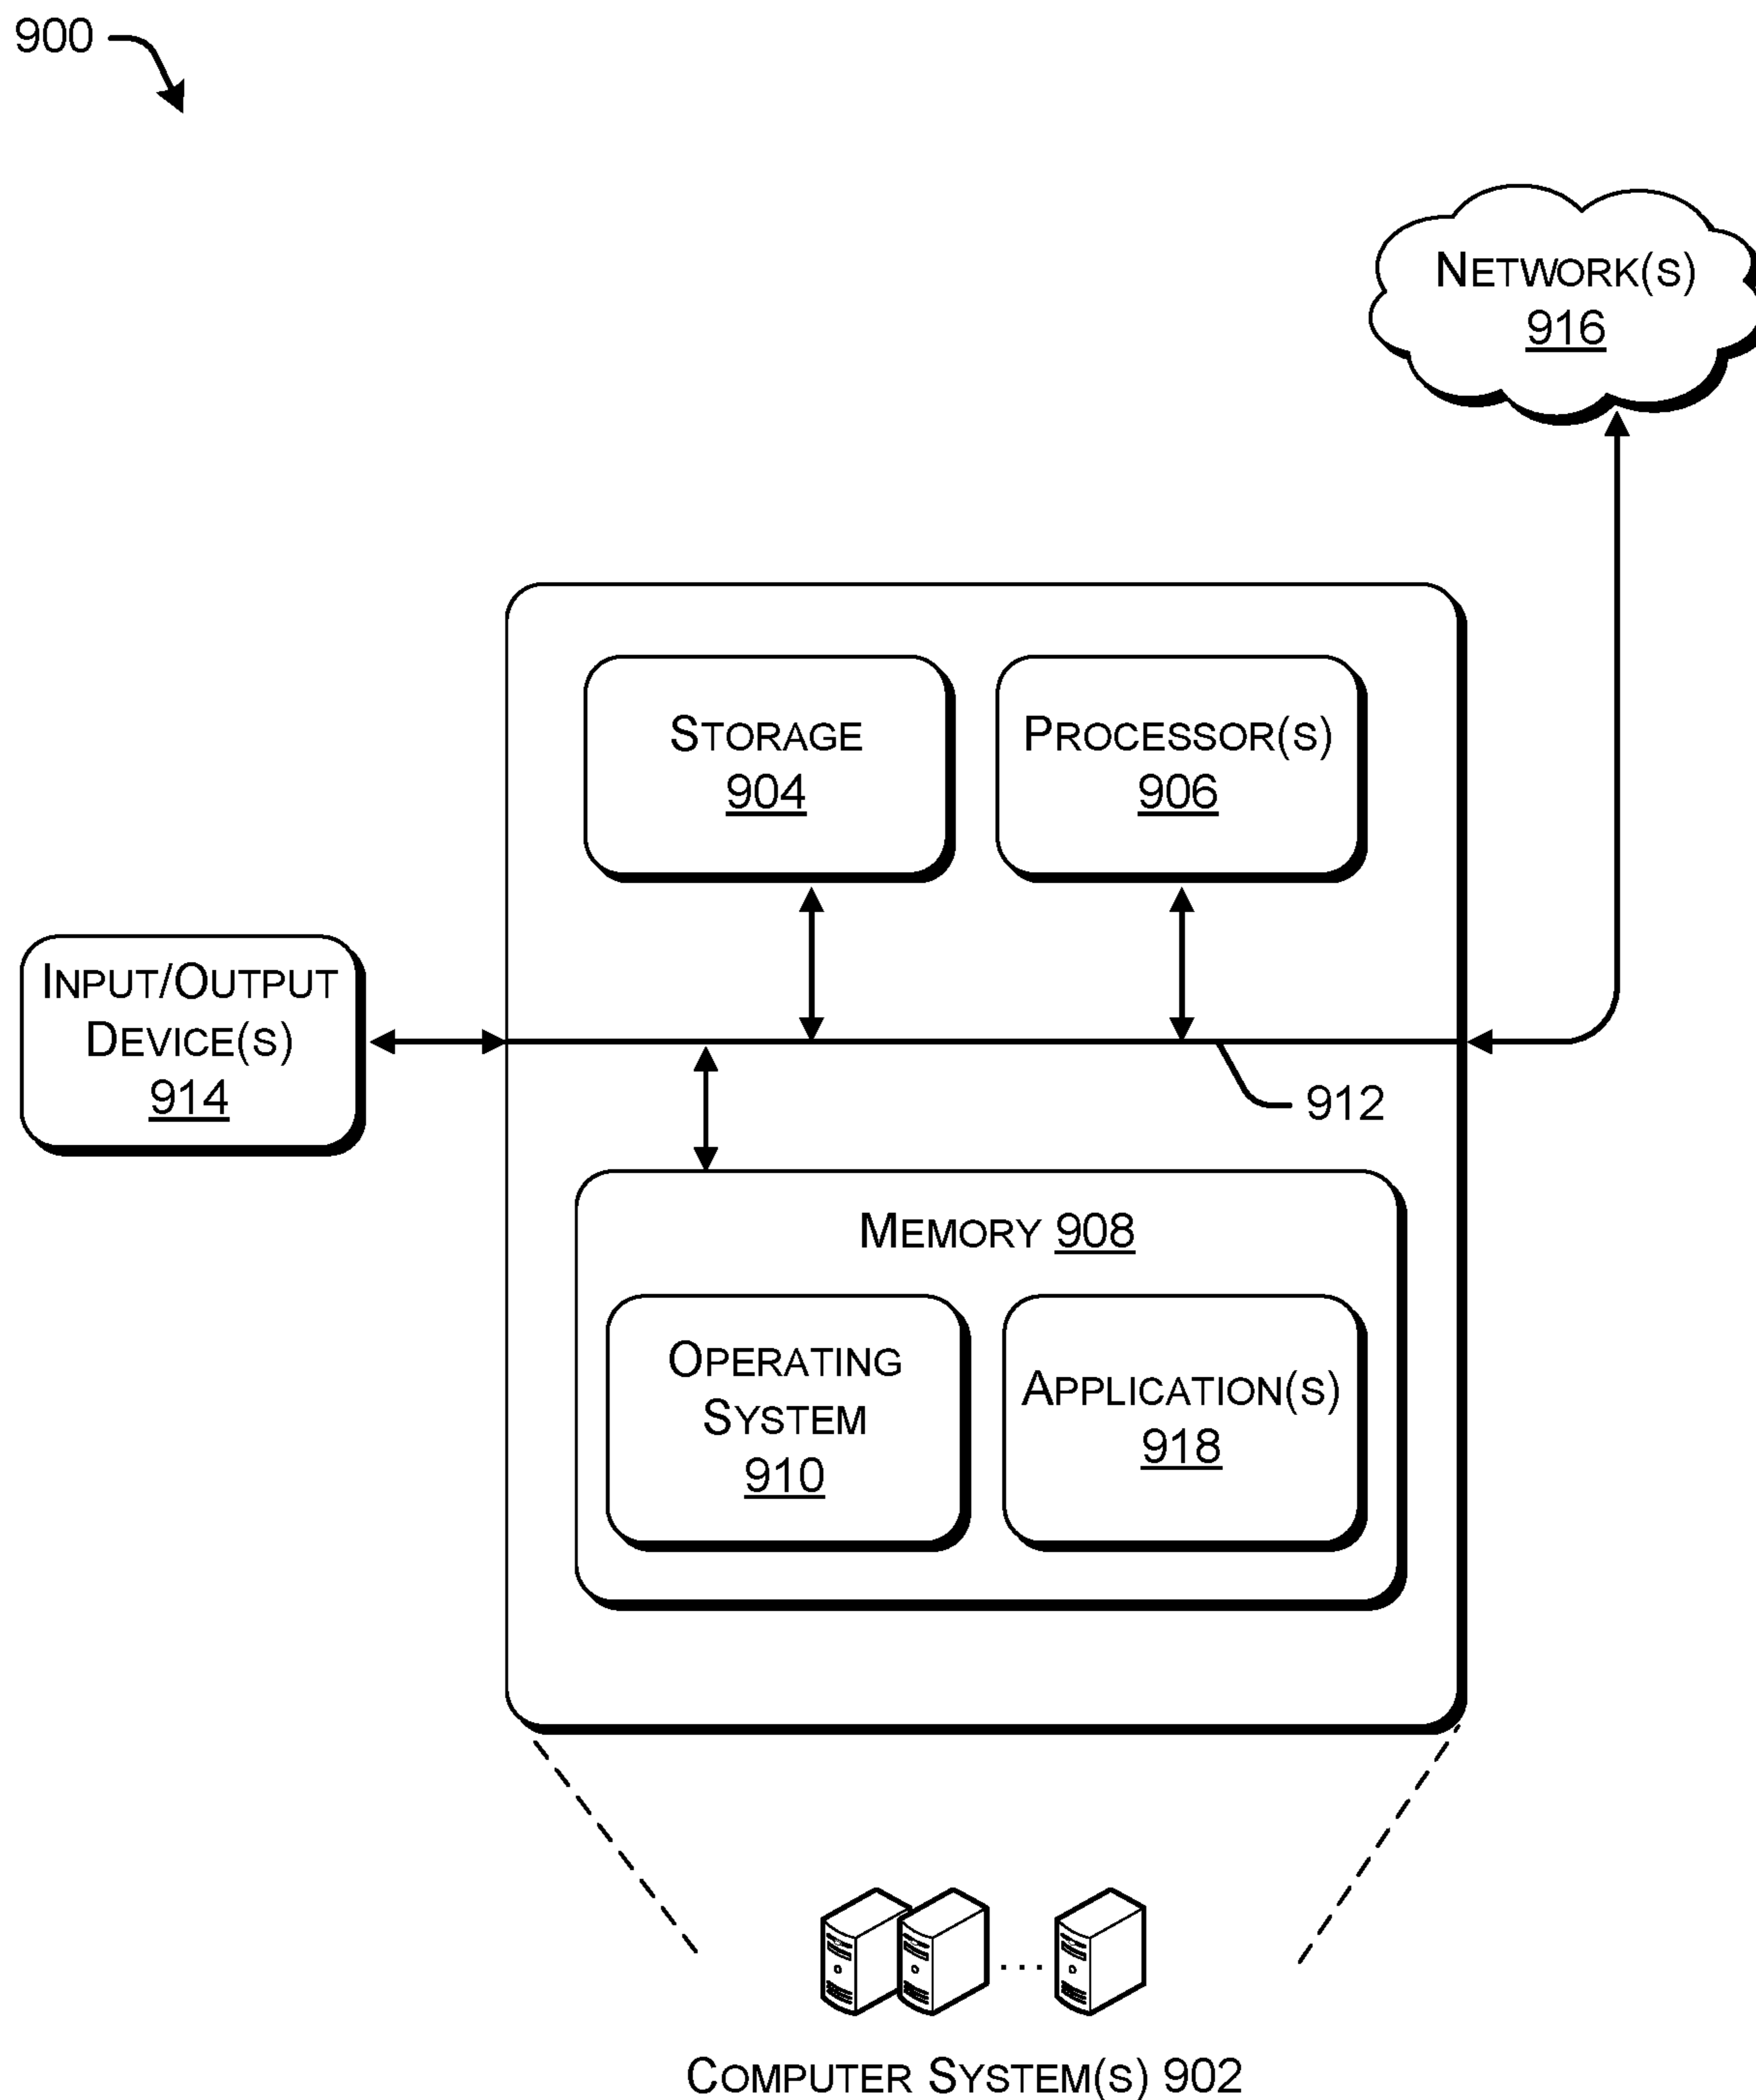 900
NETWORK(S)
916
STORAGE
904
PROCESSOR(S)
906
INPUT/OUTPUT
DEVICE(S)
914
912
MEMORY 908
OPERATING
SYSTEM
910
APPLICATION(S)
918
...
COMPUTER SYSTEM(S) 902